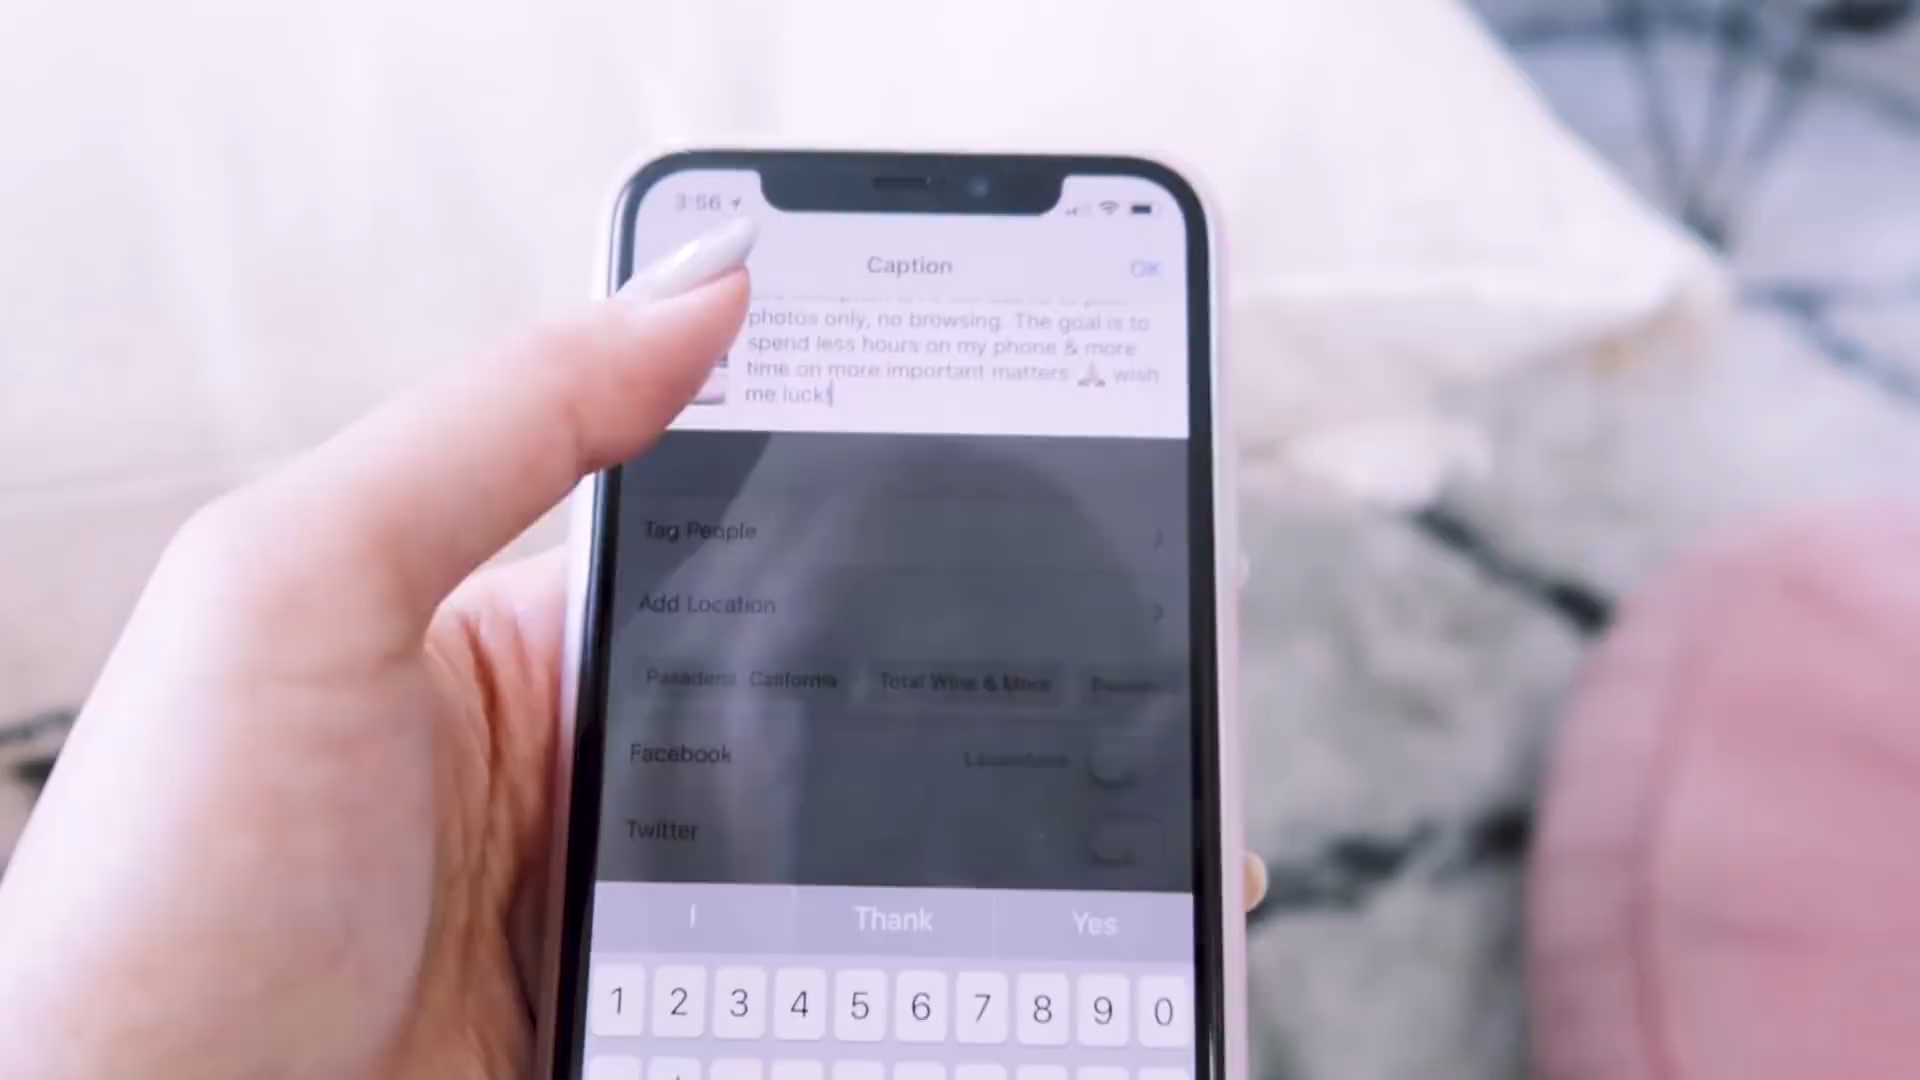 3:56
Caption
OK
photos only, no browsing. The goal is to
spend less hours on my phone & more
time on more important matters 🙏🏻 wish
me luck!
Tag People
Add Location
Pasadena, California
Total Wine & More
Facebook
Twitter
I
Thank
Yes
1 2 3 4 5 6 7 8 9 0